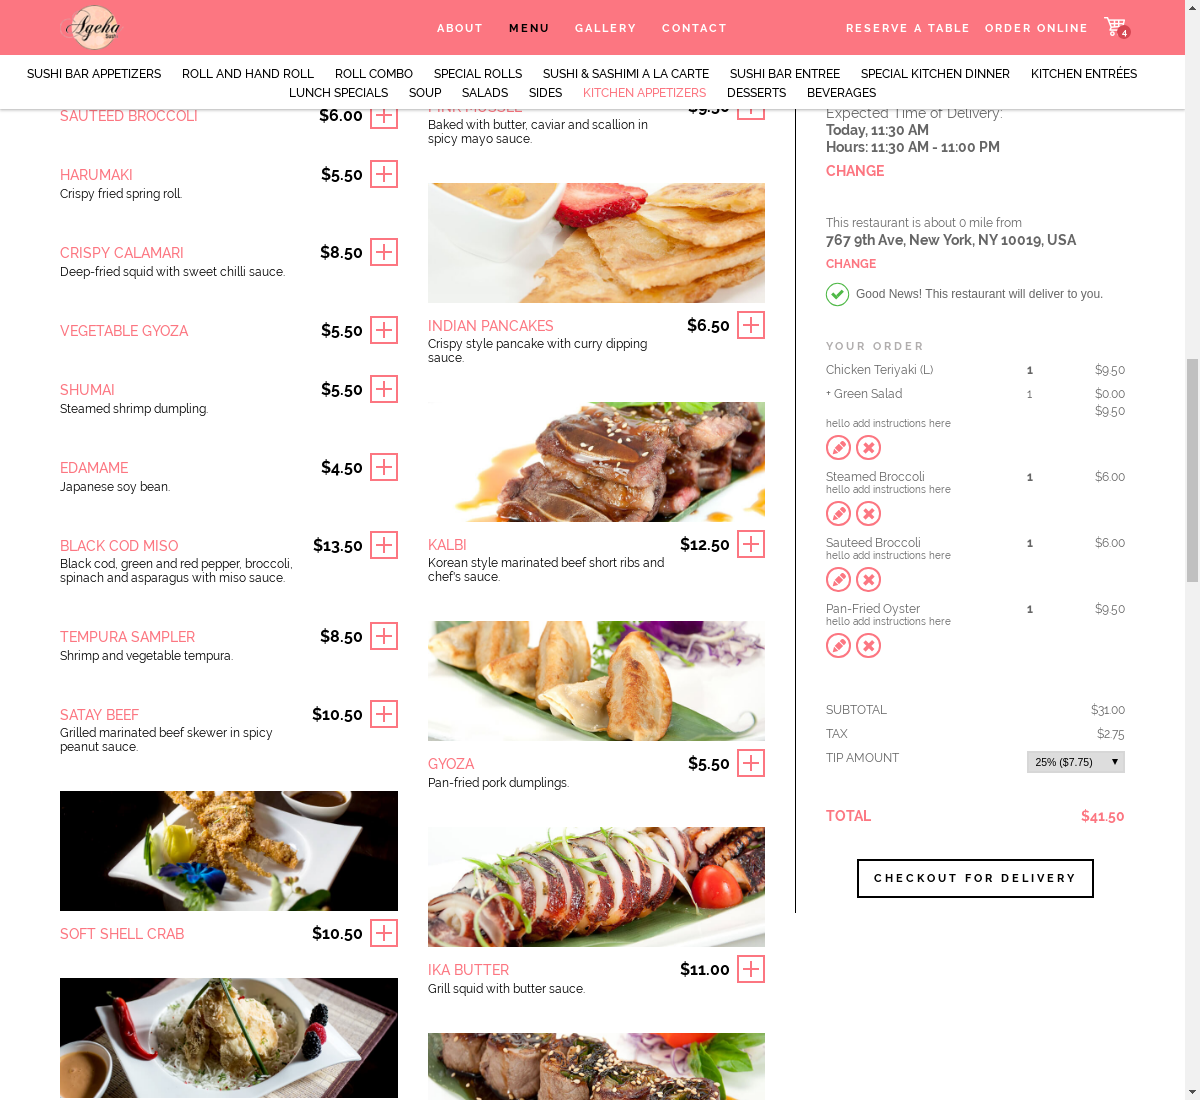 Ageha
Sushi
ABOUT
MENU
GALLERY
CONTACT
RESERVE A TABLE
ORDER ONLINE
4
SUSHI BAR APPETIZERS
ROLL AND HAND ROLL
ROLL COMBO
SPECIAL ROLLS
SUSHI & SASHIMI A LA CARTE
SUSHI BAR ENTREE
SPECIAL KITCHEN DINNER
KITCHEN ENTRÉES
LUNCH SPECIALS
SOUP
SALADS
SIDES
KITCHEN APPETIZERS
DESSERTS
BEVERAGES
SAUTEED BROCCOLI $6.00
HARUMAKI $5.50
Crispy fried spring roll.
CRISPY CALAMARI $8.50
Deep-fried squid with sweet chilli sauce.
VEGETABLE GYOZA $5.50
SHUMAI $5.50
Steamed shrimp dumpling.
EDAMAME $4.50
Japanese soy bean.
BLACK COD MISO $13.50
Black cod, green and red pepper, broccoli,
spinach and asparagus with miso sauce.
TEMPURA SAMPLER $8.50
Shrimp and vegetable tempura.
SATAY BEEF $10.50
Grilled marinated beef skewer in spicy
peanut sauce.
SOFT SHELL CRAB $10.50
PINK MUSSLE $9.50
Baked with butter, caviar and scallion in
spicy mayo sauce.
INDIAN PANCAKES $6.50
Crispy style pancake with curry dipping
sauce.
KALBI $12.50
Korean style marinated beef short ribs and
chef's sauce.
GYOZA $5.50
Pan-fried pork dumplings.
IKA BUTTER $11.00
Grill squid with butter sauce.
Expected Time of Delivery:
Today, 11:30 AM
Hours: 11:30 AM - 11:00 PM
CHANGE
This restaurant is about 0 mile from
767 9th Ave, New York, NY 10019, USA
CHANGE
Good News! This restaurant will deliver to you.
YOUR ORDER
Chicken Teriyaki (L) 1 $9.50
+ Green Salad 1 $0.00
$9.50
hello add instructions here
Steamed Broccoli 1 $6.00
hello add instructions here
Sauteed Broccoli 1 $6.00
hello add instructions here
Pan-Fried Oyster 1 $9.50
hello add instructions here
SUBTOTAL $31.00
TAX $2.75
TIP AMOUNT 25% ($7.75)
TOTAL $41.50
CHECKOUT FOR DELIVERY